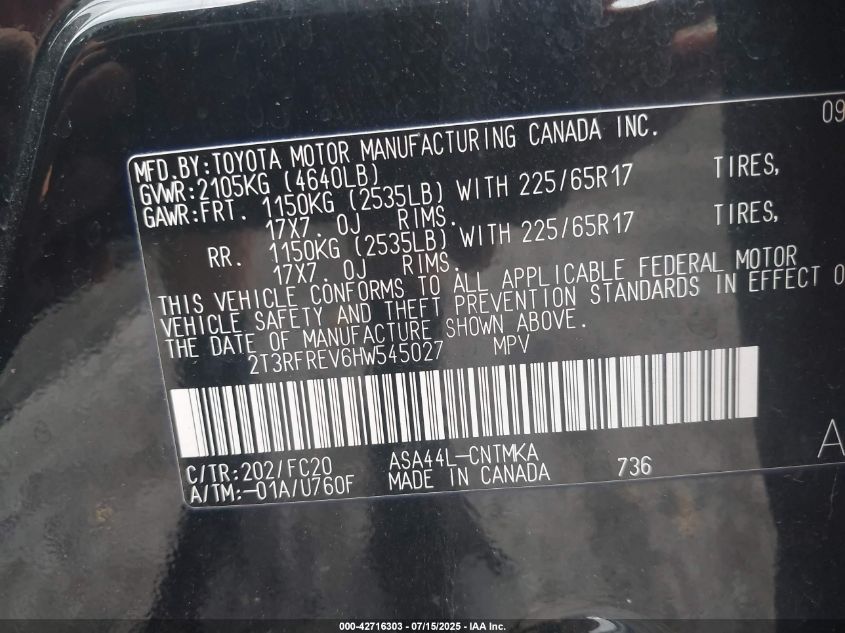 09
MFD.BY:TOYOTA MOTOR MANUFACTURING CANADA INC.
GVWR:2105KG (4640LB)
GAWR:FRT. 1150KG (2535LB) WITH 225/65R17 TIRES,
17X7. 0J RIMS.
RR. 1150KG (2535LB) WITH 225/65R17 TIRES,
17X7. 0J RIMS.
THIS VEHICLE CONFORMS TO ALL APPLICABLE FEDERAL MOTOR
VEHICLE SAFETY AND THEFT PREVENTION STANDARDS IN EFFECT O
THE DATE OF MANUFACTURE SHOWN ABOVE.
2T3RFREV6HW545027 MPV
C/TR:202/FC20 ASA44L-CNTMKA 736 A
A/TM:-01A/U760F MADE IN CANADA
000-42716303 - 07/15/2025 - IAA Inc.